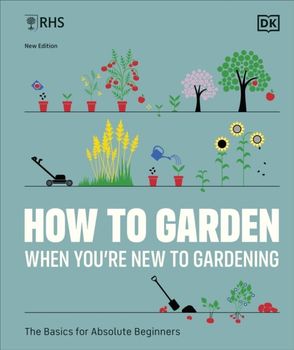 RHS
DK
New Edition
HOW TO GARDEN
WHEN YOU'RE NEW TO GARDENING
The Basics for Absolute Beginners